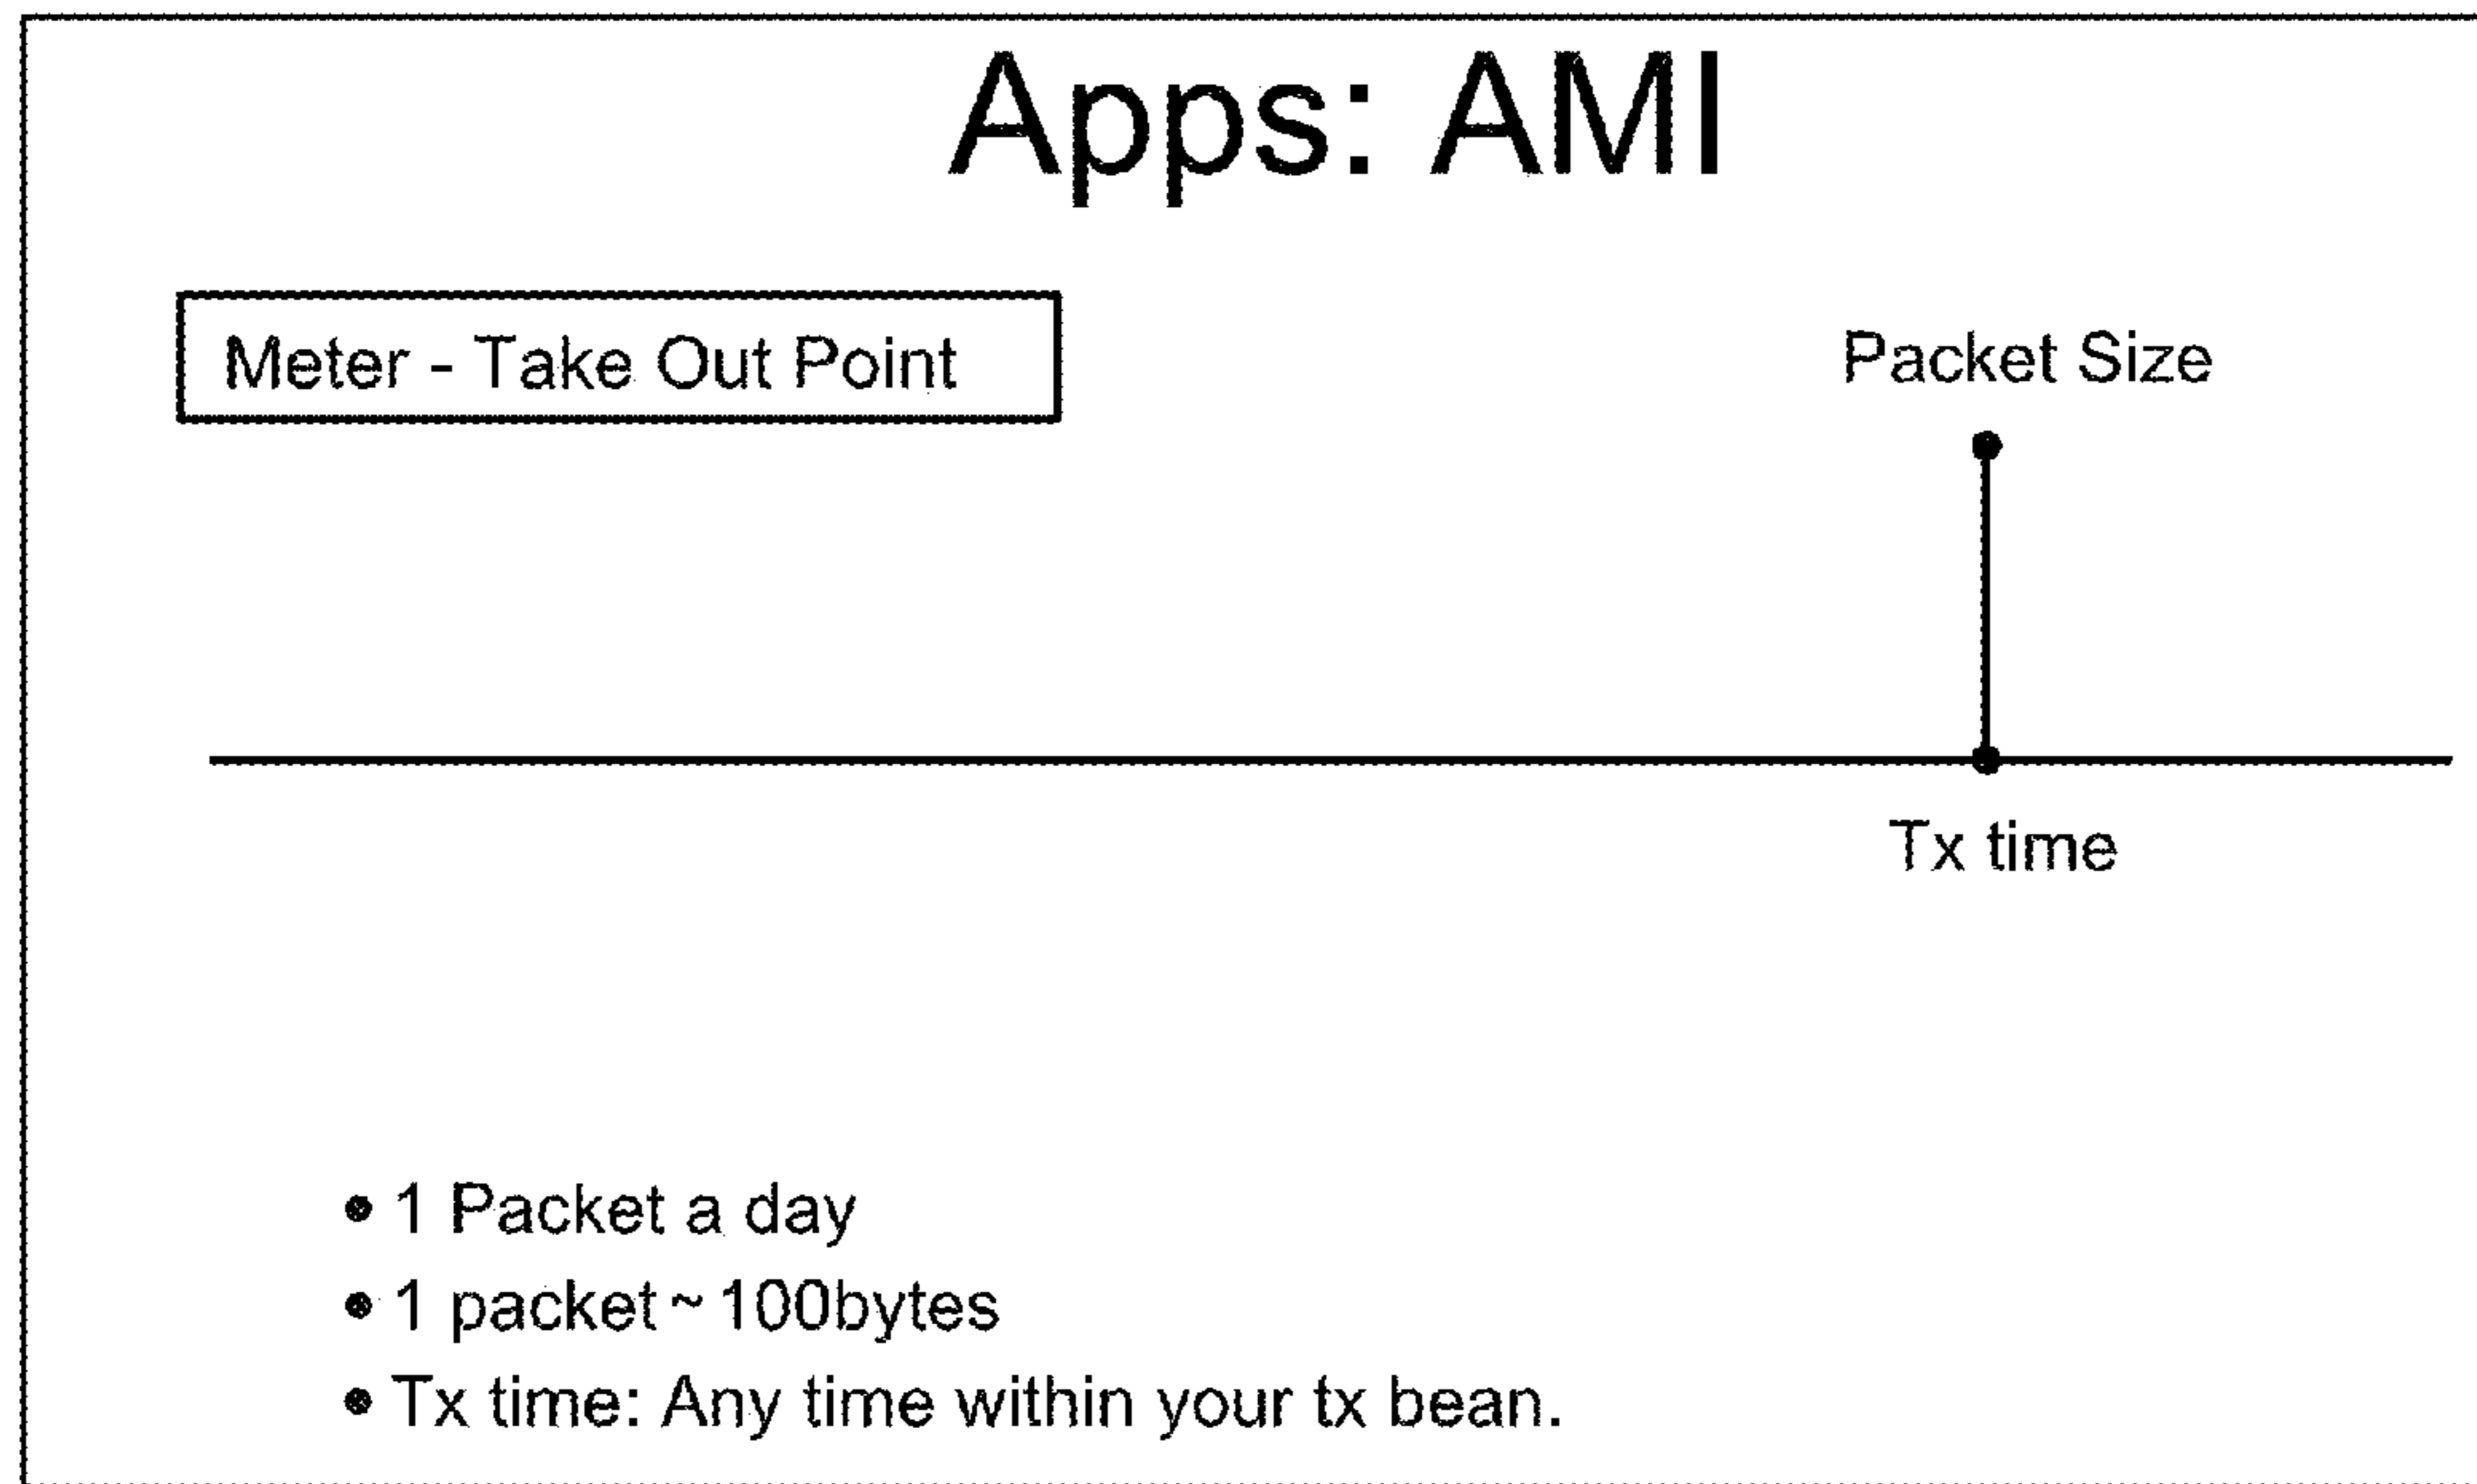 Apps: AMI
Meter - Take Out Point
Packet Size
Tx time
• 1 Packet a day
• 1 packet ~ 100bytes
• Tx time: Any time within your tx bean.